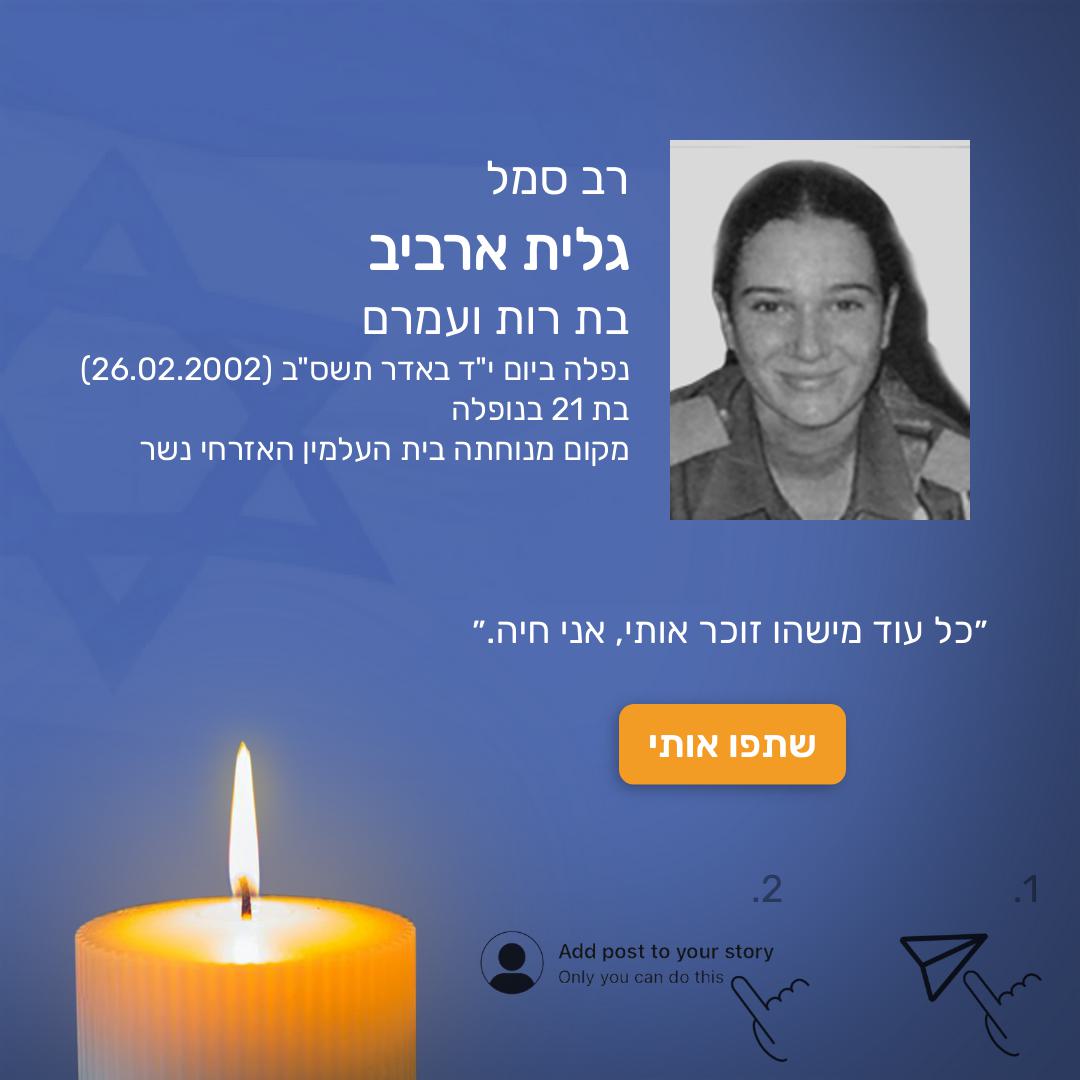 רב סמל
גלית ארביב
בת רות ועמרם
נפלה ביום י"ד באדר תשס"ב (26.02.2002)
בת 21 בנופלה
מקום מנוחתה בית העלמין האזרחי נשר
״כל עוד מישהו זוכר אותי, אני חיה.״
שתפו אותי
1.
2.
Add post to your story
Only you can do this